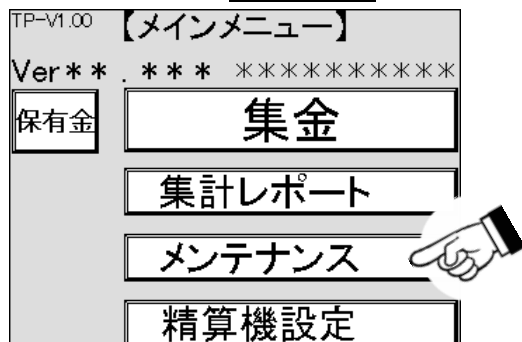 TP-V1.00 【メインメニュー】
Ver**.*** **********
保有金 集金
集計レポート
メンテナンス
精算機設定